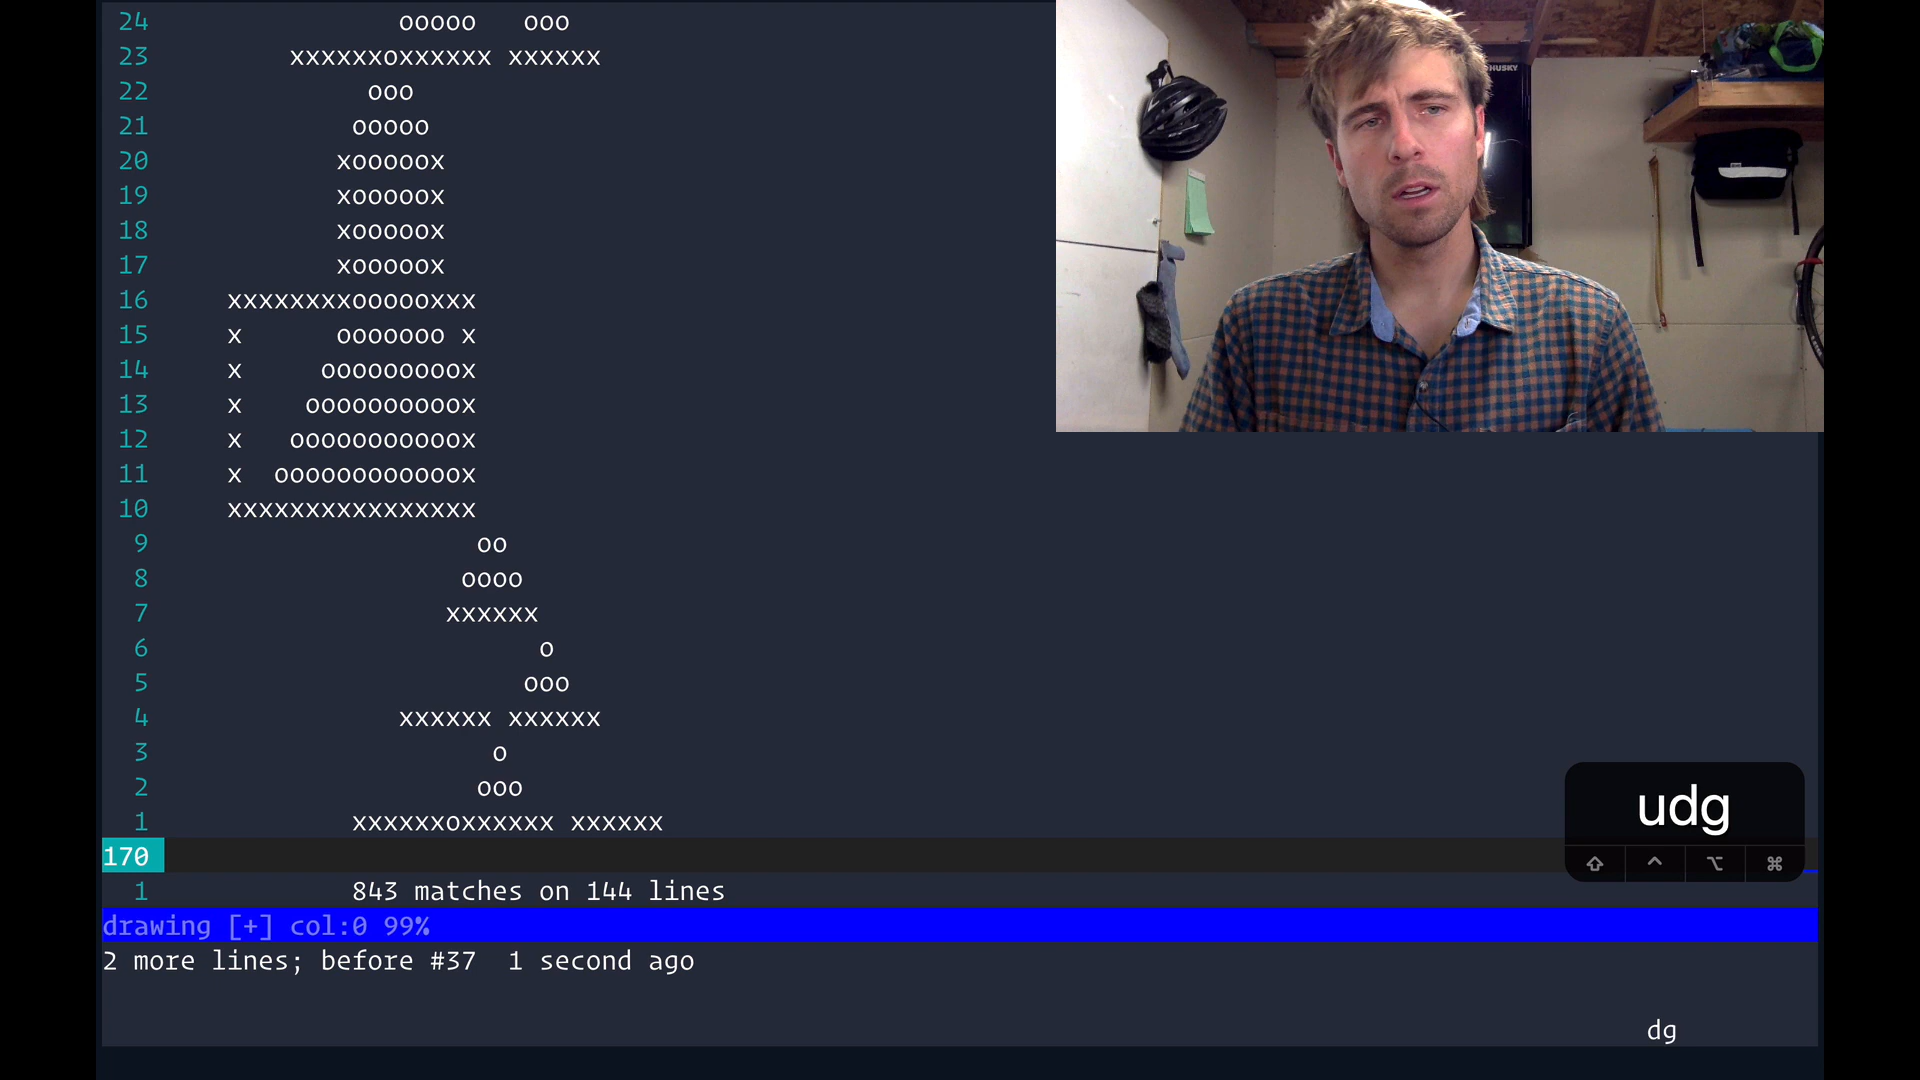 24                ooooo   ooo
23         xxxxxxoxxxxxx xxxxxx
22              ooo
21             ooooo
20            xooooox
19            xooooox
18            xooooox
17            xooooox
16     xxxxxxxxoooooxxx
15     x      ooooooo x
14     x     ooooooooox
13     x    oooooooooox
12     x   ooooooooooox
11     x  oooooooooooox
10     xxxxxxxxxxxxxxxx
9                     oo
8                    oooo
7                   xxxxxx
6                         o
5                        ooo
4                xxxxxx xxxxxx
3                      o
2                     ooo
1             xxxxxxoxxxxxx xxxxxx
170
1             843 matches on 144 lines
drawing [+] col:0 99%
2 more lines; before #37  1 second ago
dg
HUSKY
udg
⇧ ^ ⌥ ⌘